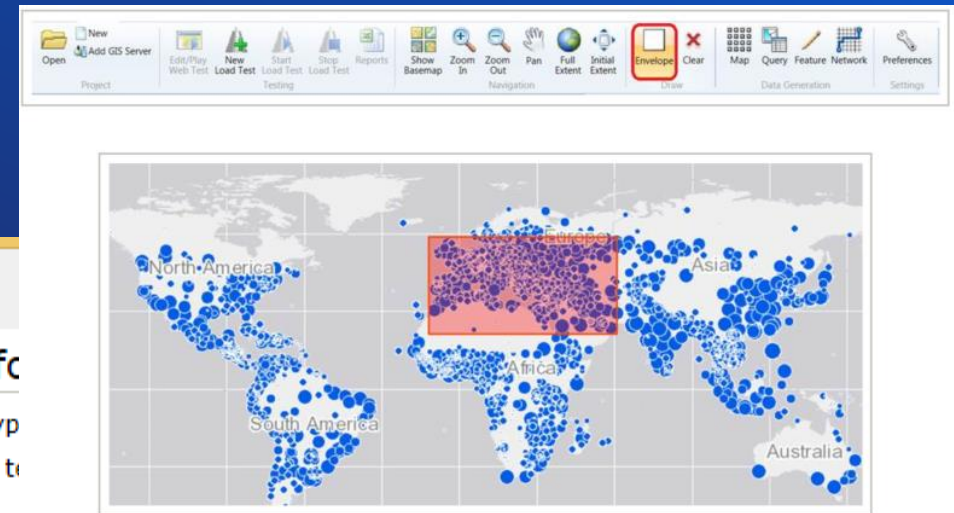 New
Add GIS Server
Open
Edit/Play Web Test
New Load Test
Start Load Test
Stop Load Test
Reports
Show Basemap
Zoom In
Zoom Out
Pan
Full Extent
Initial Extent
Envelope
Clear
Map
Query
Feature
Network
Preferences
Project
Testing
Navigation
Draw
Data Generation
Settings
Europe
North America
Asia
Africa
South America
Australia